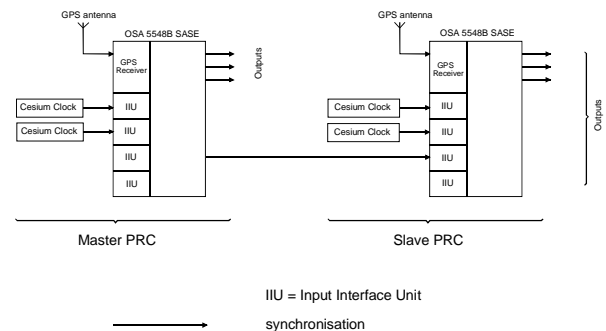 GPS antenna
OSA 5548B SASE
GPS
Receiver
Outputs
Cesium Clock
IIU
Cesium Clock
IIU
IIU
IIU
Master PRC
GPS antenna
OSA 5548B SASE
GPS
Receiver
Outputs
Cesium Clock
IIU
Cesium Clock
IIU
IIU
IIU
Slave PRC
IIU = Input Interface Unit
synchronisation